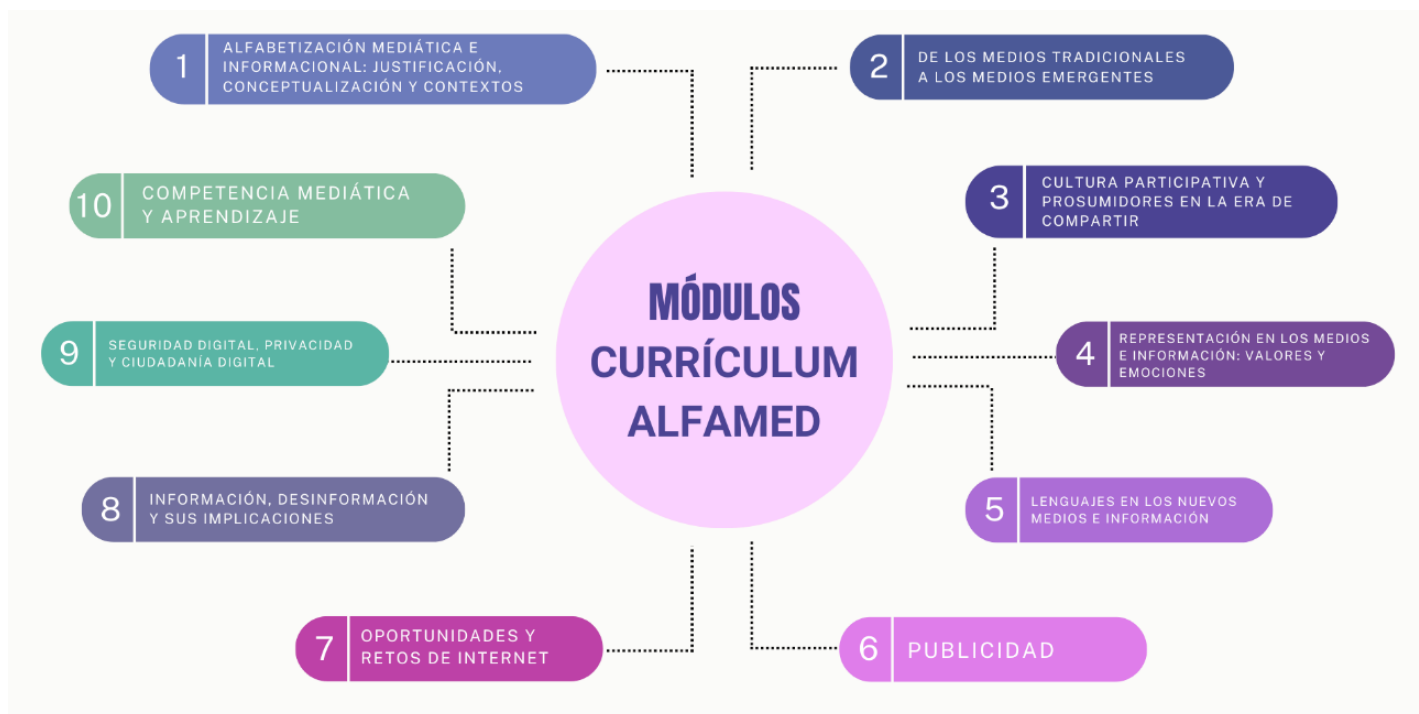 MÓDULOS
CURRÍCULUM
ALFAMED
1
ALFABETIZACIÓN MEDIÁTICA E
INFORMACIONAL: JUSTIFICACIÓN,
CONCEPTUALIZACIÓN Y CONTEXTOS
2
DE LOS MEDIOS TRADICIONALES
A LOS MEDIOS EMERGENTES
3
CULTURA PARTICIPATIVA Y
PROSUMIDORES EN LA ERA DE
COMPARTIR
4
REPRESENTACIÓN EN LOS MEDIOS
E INFORMACIÓN: VALORES Y
EMOCIONES
5
LENGUAJES EN LOS NUEVOS
MEDIOS E INFORMACIÓN
6
PUBLICIDAD
7
OPORTUNIDADES Y
RETOS DE INTERNET
8
INFORMACIÓN, DESINFORMACIÓN
Y SUS IMPLICACIONES
9
SEGURIDAD DIGITAL, PRIVACIDAD
Y CIUDADANÍA DIGITAL
10
COMPETENCIA MEDIÁTICA
Y APRENDIZAJE